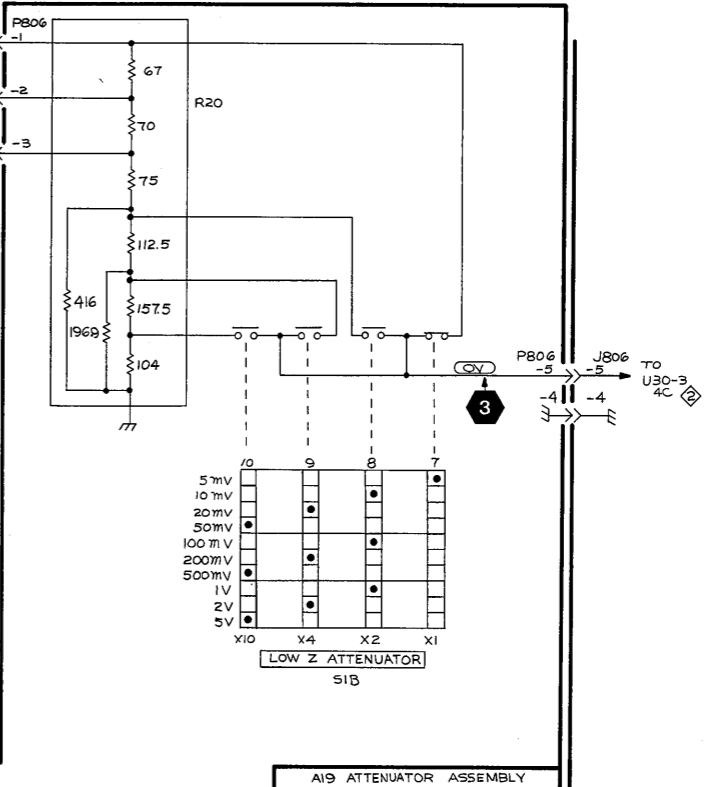 P806
-1
67
-2
R20
70
-3
75
112.5
416
157.5
1968
104
P806 J806
-5 -5
TO
U30-3
4C 2
0V
3
-4 -4
10 9 8 7
5mV
10mV
20mV
50mV
100mV
200mV
500mV
1V
2V
5V
X10 X4 X2 X1
LOW Z ATTENUATOR
S1B
A19 ATTENUATOR ASSEMBLY